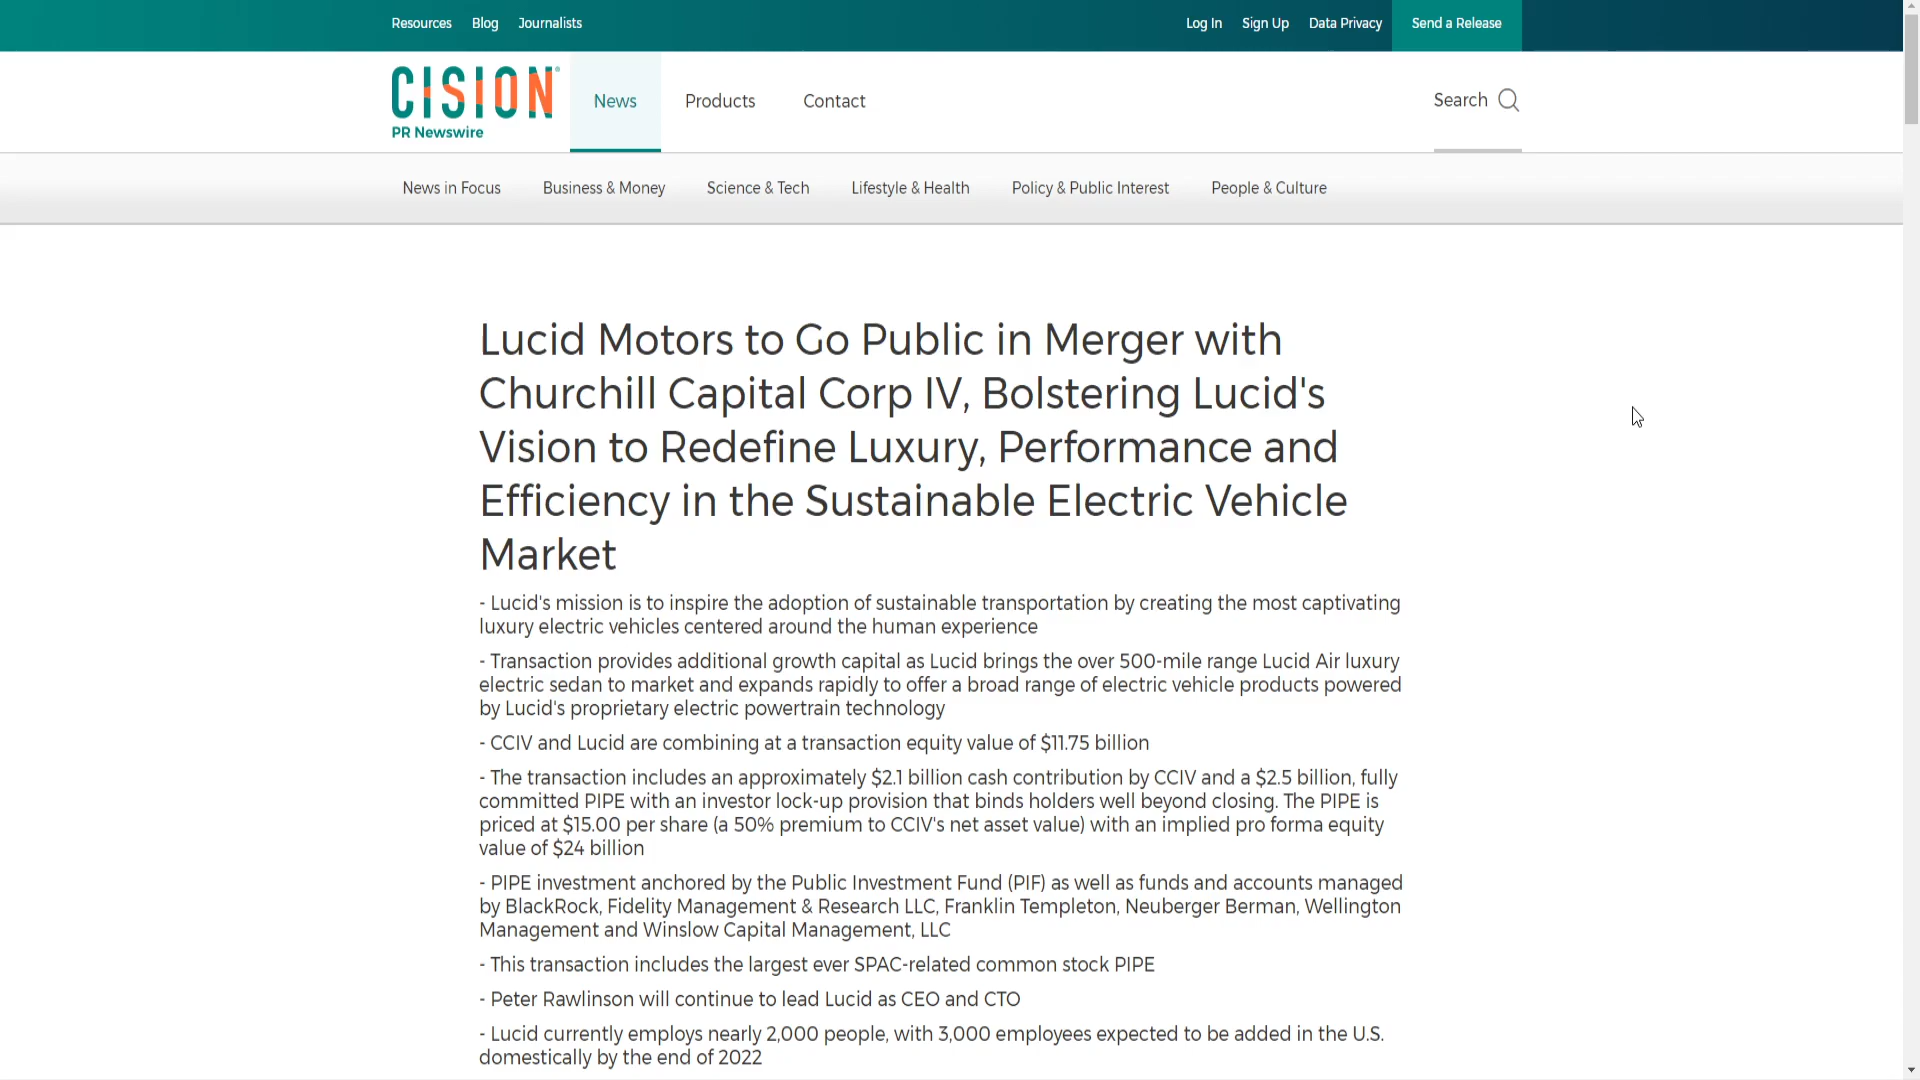 Resources Blog Journalists Log In Sign Up Data Privacy Send a Release
CISION
PR Newswire
News Products Contact Search
News in Focus Business & Money Science & Tech Lifestyle & Health Policy & Public Interest People & Culture
Lucid Motors to Go Public in Merger with
Churchill Capital Corp IV, Bolstering Lucid's
Vision to Redefine Luxury, Performance and
Efficiency in the Sustainable Electric Vehicle
Market
- Lucid's mission is to inspire the adoption of sustainable transportation by creating the most captivating
luxury electric vehicles centered around the human experience
- Transaction provides additional growth capital as Lucid brings the over 500-mile range Lucid Air luxury
electric sedan to market and expands rapidly to offer a broad range of electric vehicle products powered
by Lucid's proprietary electric powertrain technology
- CCIV and Lucid are combining at a transaction equity value of $11.75 billion
- The transaction includes an approximately $2.1 billion cash contribution by CCIV and a $2.5 billion, fully
committed PIPE with an investor lock-up provision that binds holders well beyond closing. The PIPE is
priced at $15.00 per share (a 50% premium to CCIV's net asset value) with an implied pro forma equity
value of $24 billion
- PIPE investment anchored by the Public Investment Fund (PIF) as well as funds and accounts managed
by BlackRock, Fidelity Management & Research LLC, Franklin Templeton, Neuberger Berman, Wellington
Management and Winslow Capital Management, LLC
- This transaction includes the largest ever SPAC-related common stock PIPE
- Peter Rawlinson will continue to lead Lucid as CEO and CTO
- Lucid currently employs nearly 2,000 people, with 3,000 employees expected to be added in the U.S.
domestically by the end of 2022